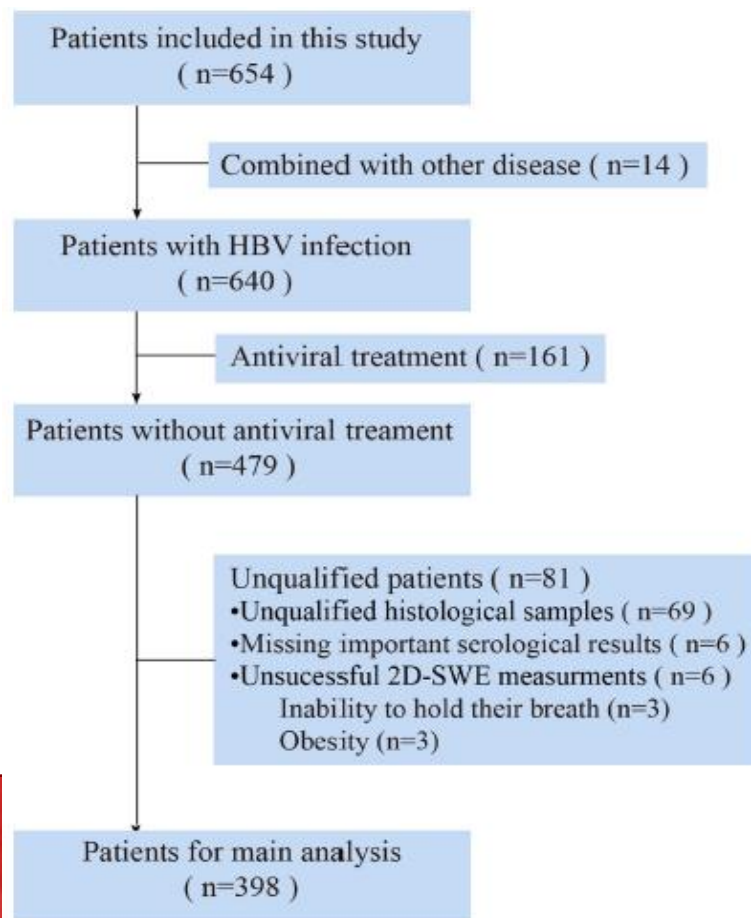 Patients included in this study
( n=654 )
Combined with other disease ( n=14 )
Patients with HBV infection
( n=640 )
Antiviral treatment ( n=161 )
Patients without antiviral treament
( n=479 )
Unqualified patients ( n=81 )
•Unqualified histological samples ( n=69 )
•Missing important serological results ( n=6 )
•Unsucessful 2D-SWE measurments ( n=6 )
Inability to hold their breath (n=3)
Obesity (n=3)
Patients for main analysis
( n=398 )